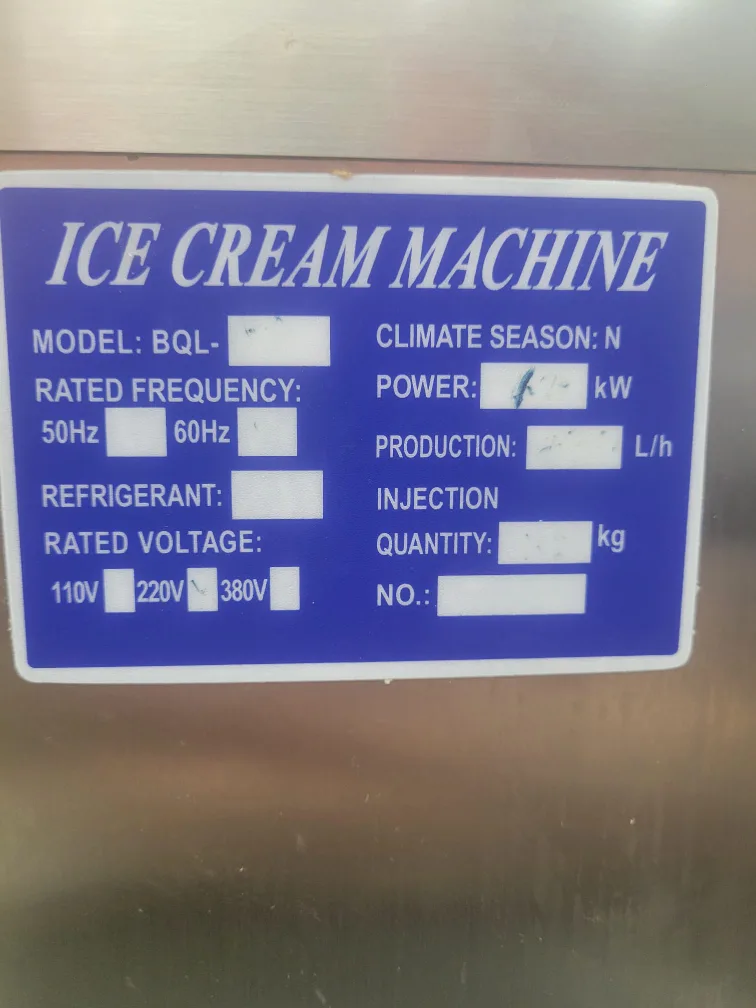 ICE CREAM MACHINE
MODEL: BQL-
RATED FREQUENCY:
50Hz 60Hz
REFRIGERANT:
RATED VOLTAGE:
110V 220V 380V
CLIMATE SEASON: N
POWER: kW
PRODUCTION: L/h
INJECTION
QUANTITY: kg
NO.: